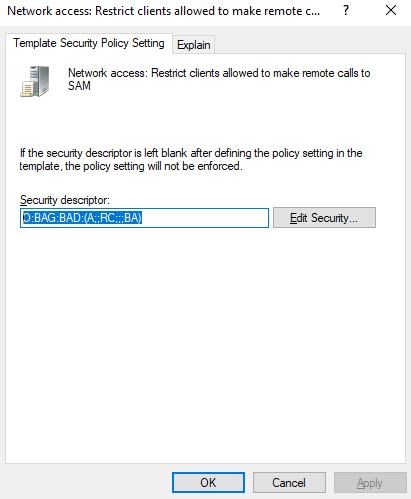 Network access: Restrict clients allowed to make remote c...
?
Template Security Policy Setting
Explain
Network access: Restrict clients allowed to make remote calls to
SAM
If the security descriptor is left blank after defining the policy setting in the
template, the policy setting will not be enforced.
Security descriptor:
O:BAG:BAD:(A;;RC;;;BA)
Edit Security...
OK
Cancel
Apply